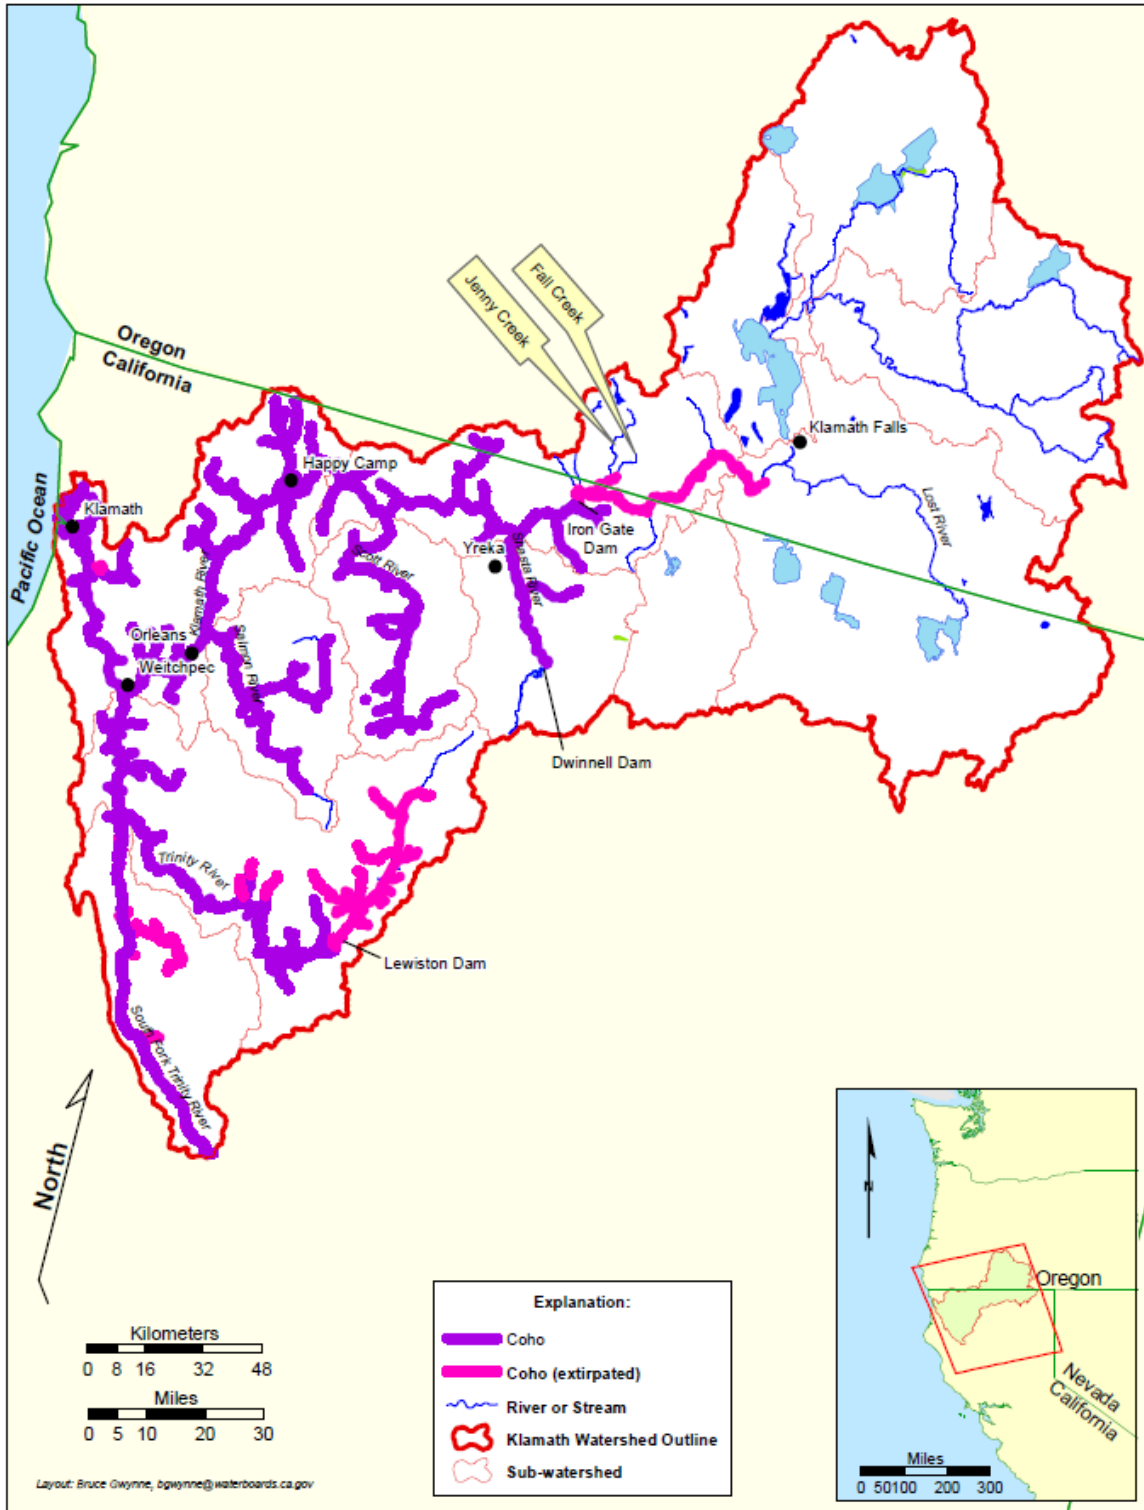 Jenny Creek
Fall Creek
Oregon
California
Pacific Ocean
Klamath Falls
Happy Camp
Klamath
Lost River
Iron Gate
Dam
Yreka
Shasta River
Scott River
Klamath River
Orleans
Salmon River
Weitchpec
Dwinnell Dam
Trinity River
Lewiston Dam
South Fork Trinity River
North
N
Oregon
Nevada
California
Miles
0 50100 200 300
Explanation:
Coho
Coho (extirpated)
River or Stream
Klamath Watershed Outline
Sub-watershed
Kilometers
0 8 16 32 48
Miles
0 5 10 20 30
Layout: Bruce Gwynne, bgwynne@waterboards.ca.gov